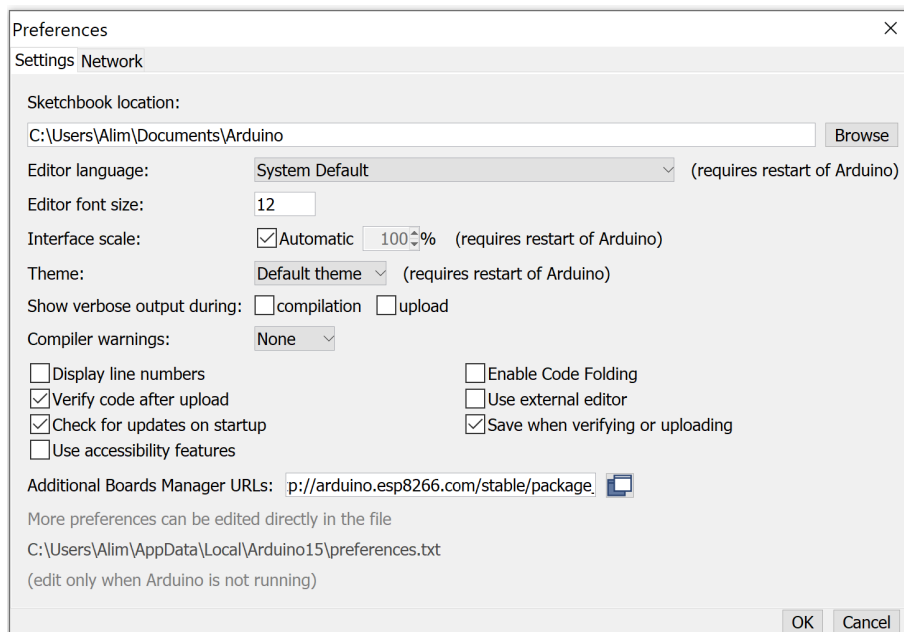 Preferences
Settings Network
Sketchbook location:
C:\Users\Alim\Documents\Arduino Browse
Editor language: System Default (requires restart of Arduino)
Editor font size: 12
Interface scale: Automatic 100 % (requires restart of Arduino)
Theme: Default theme (requires restart of Arduino)
Show verbose output during: compilation upload
Compiler warnings: None
Display line numbers Enable Code Folding
Verify code after upload Use external editor
Check for updates on startup Save when verifying or uploading
Use accessibility features
Additional Boards Manager URLs: p://arduino.esp8266.com/stable/package_
More preferences can be edited directly in the file
C:\Users\Alim\AppData\Local\Arduino15\preferences.txt
(edit only when Arduino is not running)
OK Cancel